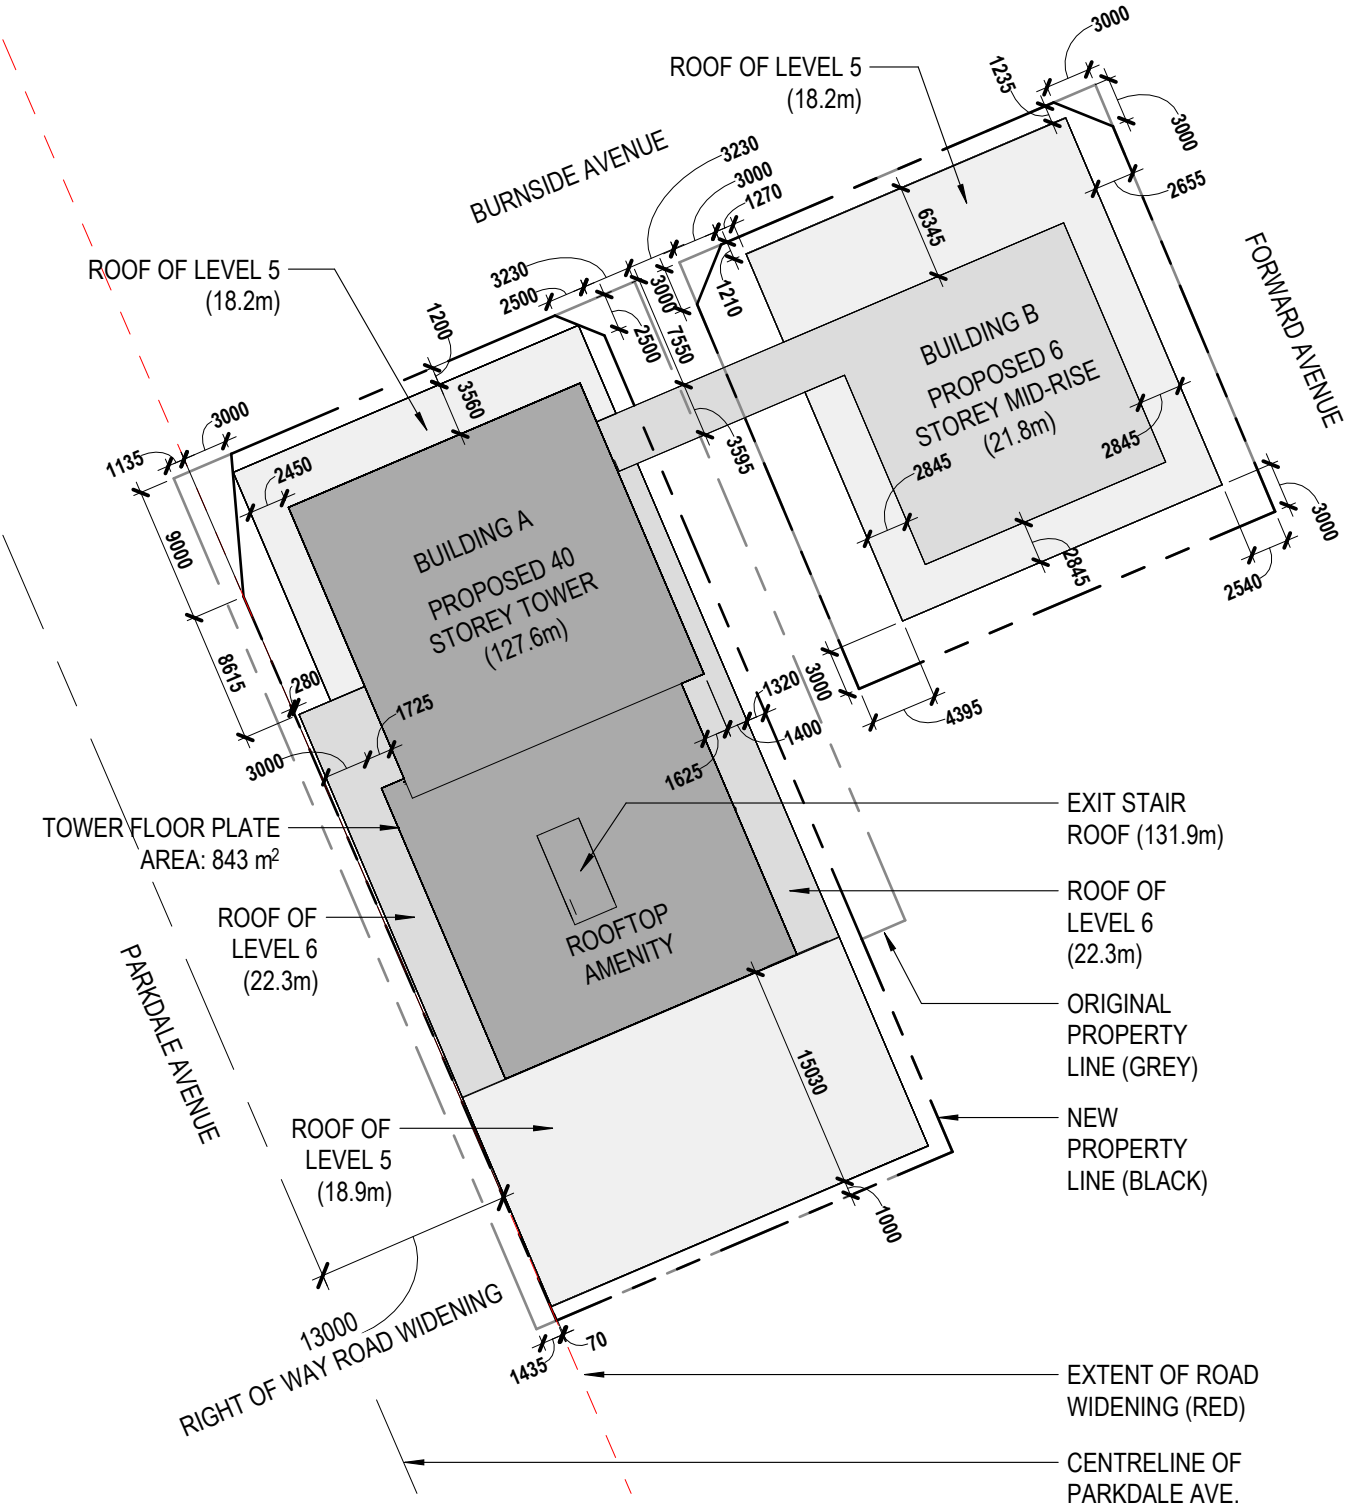 3000
ROOF OF LEVEL 5
(18.2m)
1235
3000
2655
BURNSIDE AVENUE
3230
3000
1270
6345
FORWARD AVENUE
ROOF OF LEVEL 5
(18.2m)
3230
2500
3000
1210
2500
7550
1200
3560
BUILDING B
PROPOSED 6
STOREY MID-RISE
(21.8m)
3000
1135
2450
3595
2845
2845
9000
3000
2845
2540
BUILDING A
PROPOSED 40
STOREY TOWER
(127.6m)
8615
280
1725
3000
3000
1320
1400
4395
1625
TOWER FLOOR PLATE
AREA: 843 m²
EXIT STAIR
ROOF (131.9m)
ROOF OF
LEVEL 6
(22.3m)
ROOF OF
LEVEL 6
(22.3m)
ROOFTOP
AMENITY
PARKDALE AVENUE
ORIGINAL
PROPERTY
LINE (GREY)
15030
ROOF OF
LEVEL 5
(18.9m)
NEW
PROPERTY
LINE (BLACK)
1000
13000
RIGHT OF WAY ROAD WIDENING
1435
70
EXTENT OF ROAD
WIDENING (RED)
CENTRELINE OF
PARKDALE AVE.